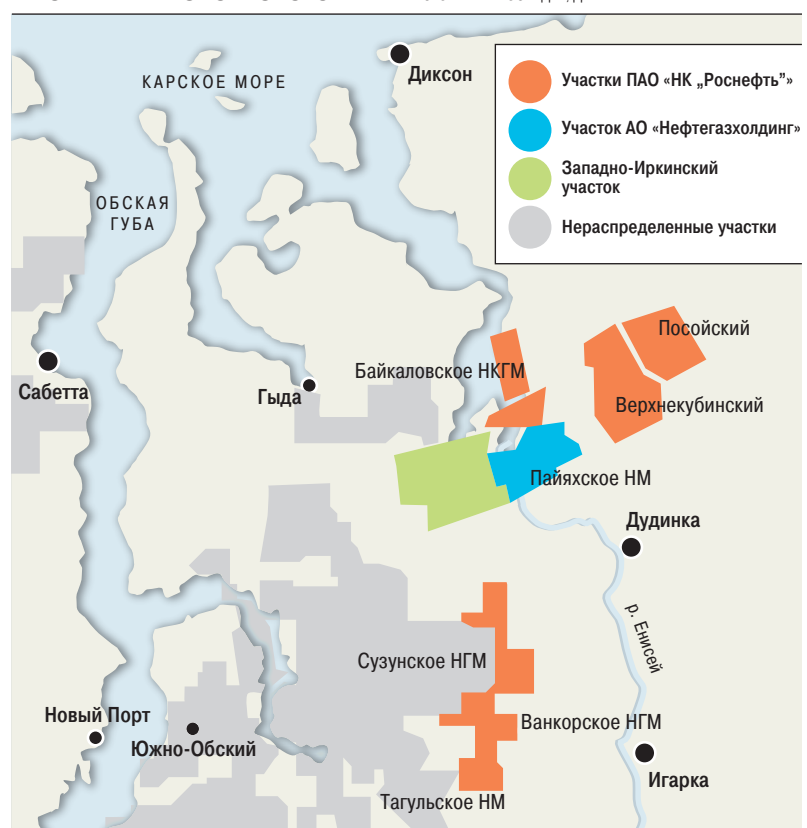 КАРСКОЕ МОРЕ
Диксон
ОБСКАЯ
ГУБА
Участки ПАО «НК „Роснефть”»
Участок АО «Нефтегазхолдинг»
Западно-Иркинский
участок
Нераспределенные участки
Посойский
Байкаловское НКГМ
Сабетта
Гыда
Верхнекубинский
Пайяхское НМ
Дудинка
р. Енисей
Сузунское НГМ
Новый Порт
Ванкорское НГМ
Южно-Обский
Игарка
Тагульское НМ